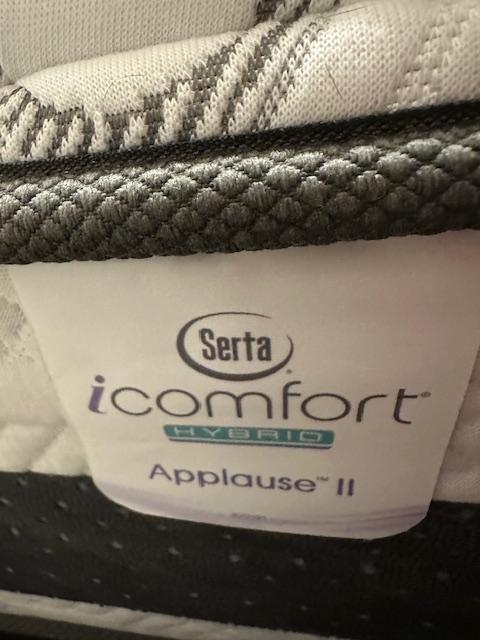 Serta®
icomfort®
HYBRID
Applause™ II